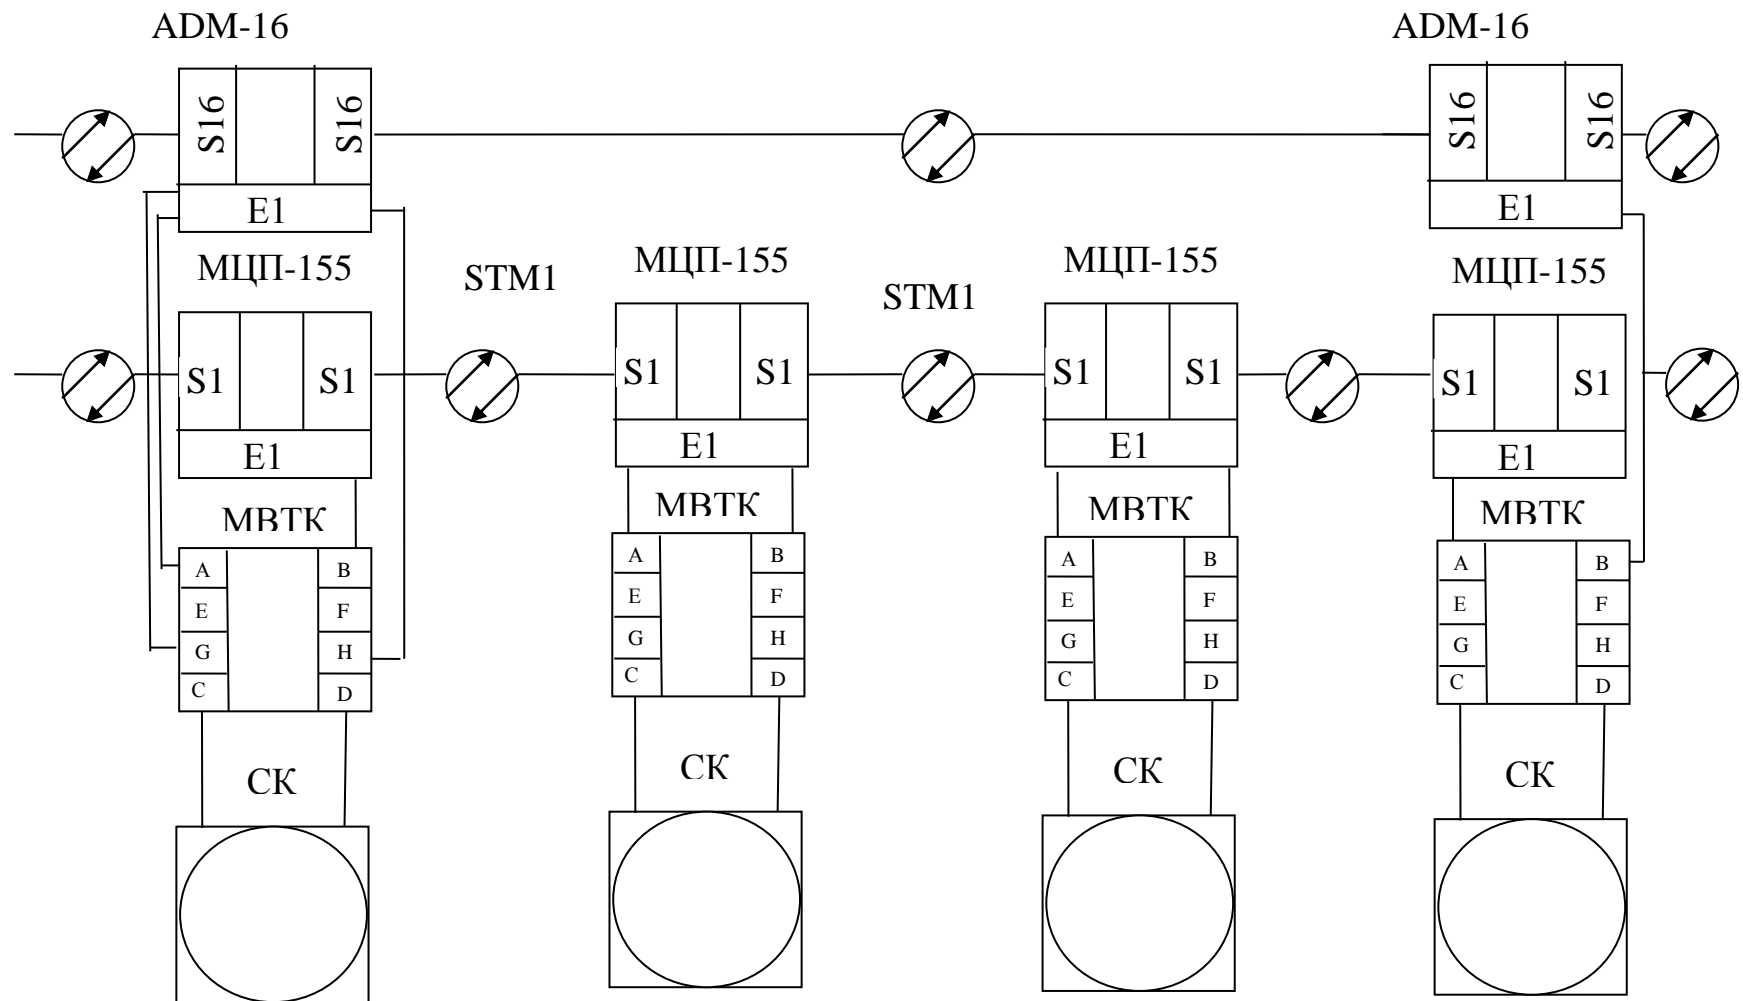 ADM-16 ADM-16
S16 S16 S16 S16
E1 E1
МЦП-155 STM1 МЦП-155 STM1 МЦП-155 МЦП-155
S1 S1 S1 S1 S1 S1 S1 S1
E1 E1 E1 E1
МВТК МВТК МВТК МВТК
A B A B A B A B
E F E F E F E F
G H G H G H G H
C D C D C D C D
СК СК СК СК